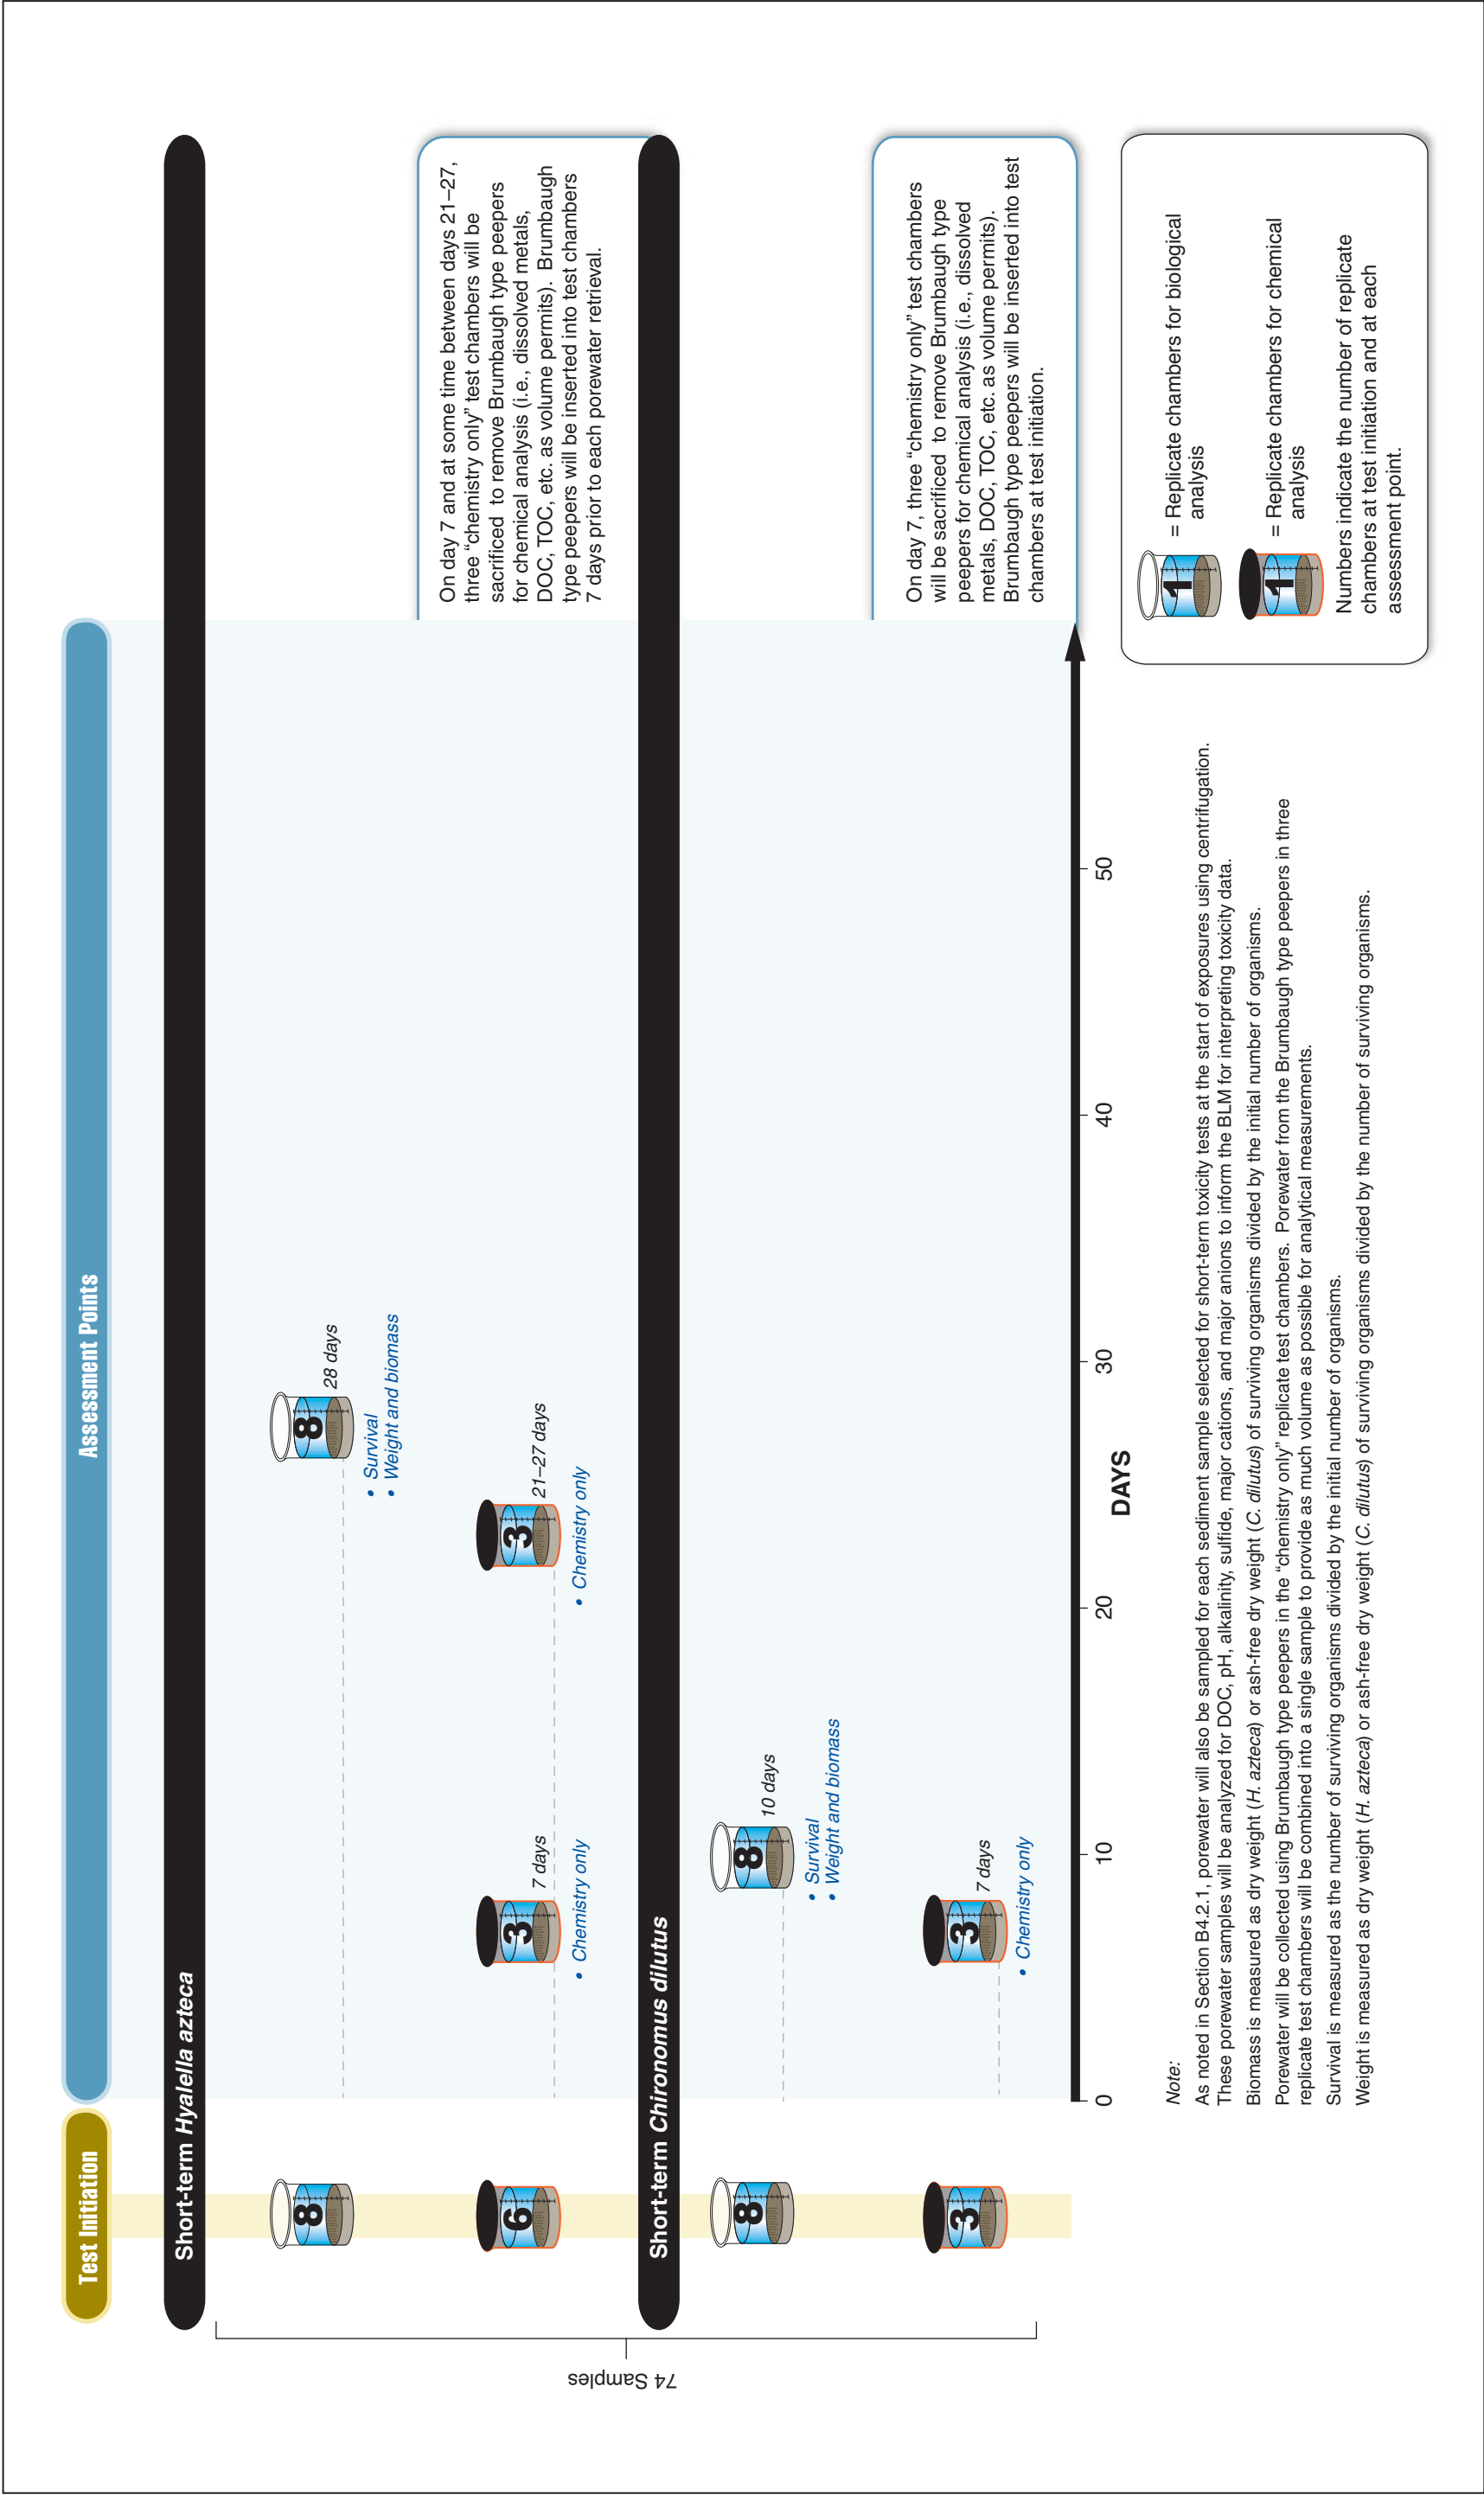 Test Initiation
Assessment Points
Short-term Hyalella azteca
8
8
28 days
• Survival
• Weight and biomass
6
3
7 days
• Chemistry only
3
21–27 days
• Chemistry only
On day 7 and at some time between days 21–27,
three “chemistry only” test chambers will be
sacrificed to remove Brumbaugh type peepers
for chemical analysis (i.e., dissolved metals,
DOC, TOC, etc. as volume permits). Brumbaugh
type peepers will be inserted into test chambers
7 days prior to each porewater retrieval.
74 Samples
Short-term Chironomus dilutus
8
8
10 days
• Survival
• Weight and biomass
3
3
7 days
• Chemistry only
On day 7, three “chemistry only” test chambers
will be sacrificed to remove Brumbaugh type
peepers for chemical analysis (i.e., dissolved
metals, DOC, TOC, etc. as volume permits).
Brumbaugh type peepers will be inserted into test
chambers at test initiation.
0
10
20
30
40
50
DAYS
Note:
As noted in Section B4.2.1, porewater will also be sampled for each sediment sample selected for short-term toxicity tests at the start of exposures using centrifugation.
These porewater samples will be analyzed for DOC, pH, alkalinity, sulfide, major cations, and major anions to inform the BLM for interpreting toxicity data.
Biomass is measured as dry weight (H. azteca) or ash-free dry weight (C. dilutus) of surviving organisms divided by the initial number of organisms.
Porewater will be collected using Brumbaugh type peepers in the “chemistry only” replicate test chambers. Porewater from the Brumbaugh type peepers in three
replicate test chambers will be combined into a single sample to provide as much volume as possible for analytical measurements.
Survival is measured as the number of surviving organisms divided by the initial number of organisms.
Weight is measured as dry weight (H. azteca) or ash-free dry weight (C. dilutus) of surviving organisms divided by the number of surviving organisms.
1
= Replicate chambers for biological
analysis
1
= Replicate chambers for chemical
analysis
Numbers indicate the number of replicate
chambers at test initiation and at each
assessment point.